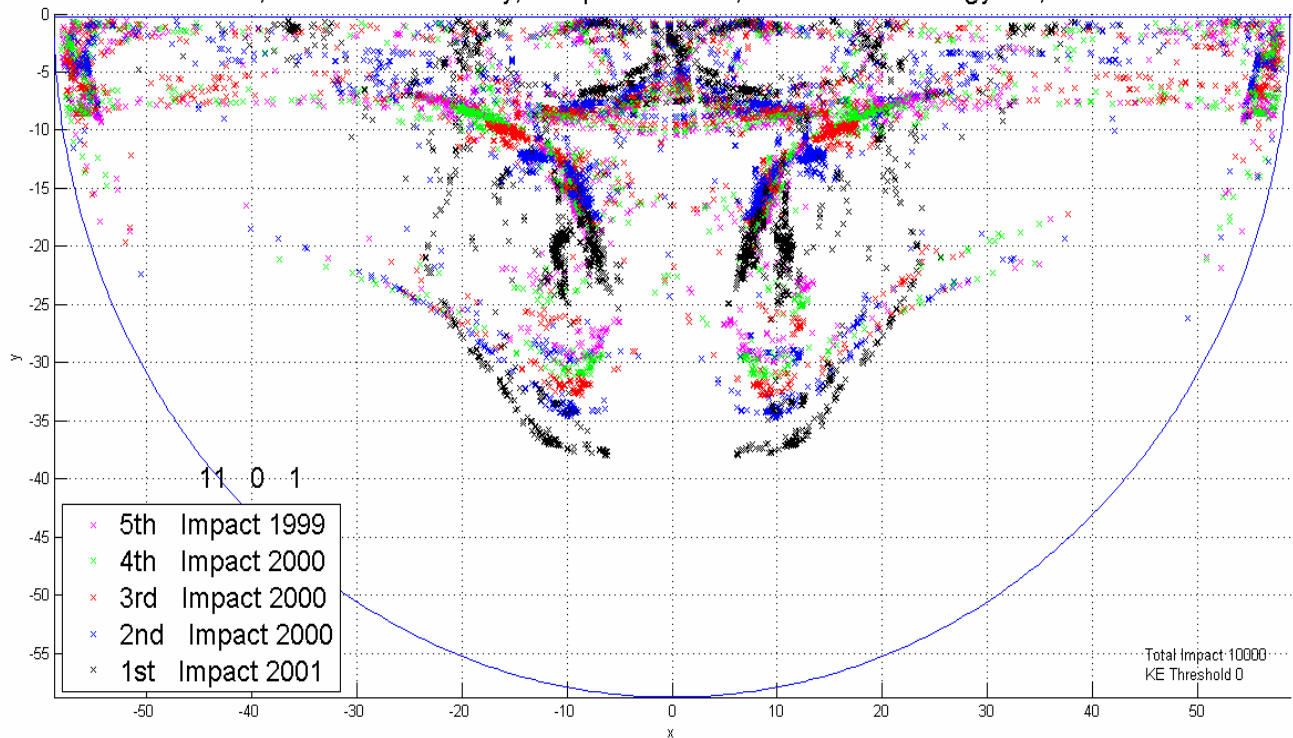 0
-5
-10
-15
-20
-25
-30
-35
-40
-45
-50
-55
y
11 0 1
5th Impact 1999
4th Impact 2000
3rd Impact 2000
2nd Impact 2000
1st Impact 2001
Total Impact 10000
KE Threshold 0
-50 -40 -30 -20 -10 0 10 20 30 40 50
x